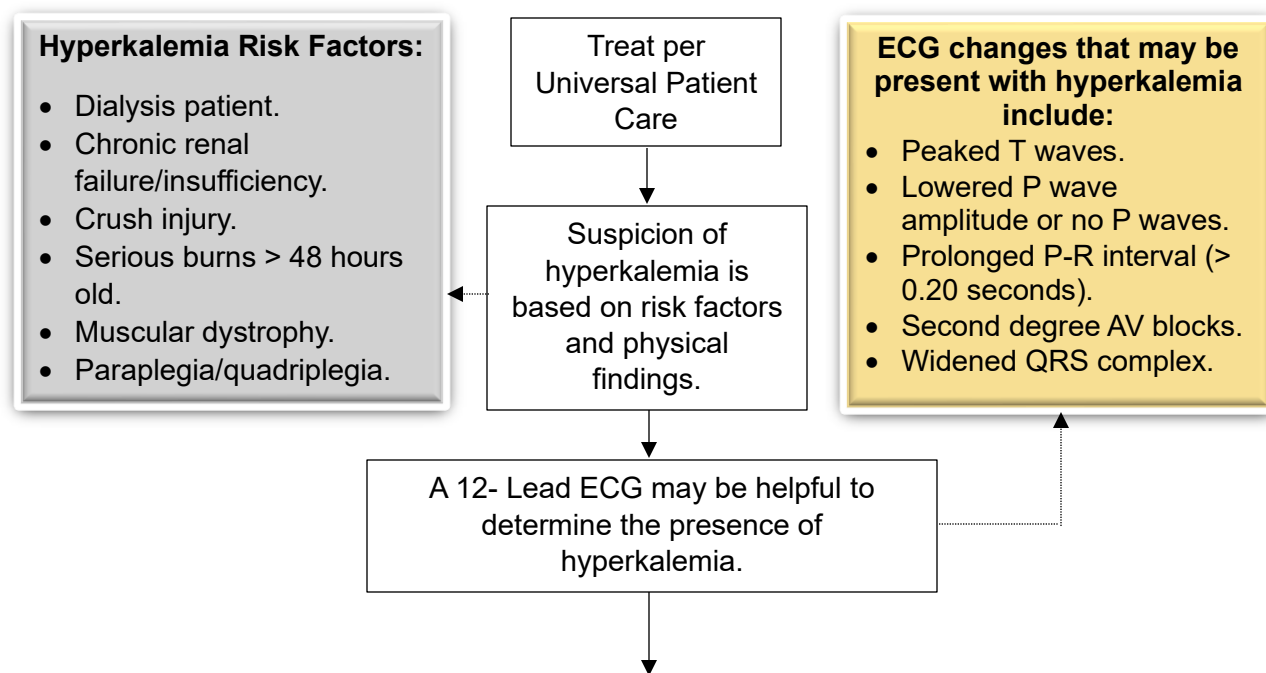 Hyperkalemia Risk Factors:
• Dialysis patient.
• Chronic renal
failure/insufficiency.
• Crush injury.
• Serious burns > 48 hours
old.
• Muscular dystrophy.
• Paraplegia/quadriplegia.
Treat per
Universal Patient
Care
ECG changes that may be
present with hyperkalemia
include:
• Peaked T waves.
• Lowered P wave
amplitude or no P waves.
• Prolonged P-R interval (>
0.20 seconds).
• Second degree AV blocks.
• Widened QRS complex.
Suspicion of
hyperkalemia is
based on risk factors
and physical
findings.
A 12- Lead ECG may be helpful to
determine the presence of
hyperkalemia.